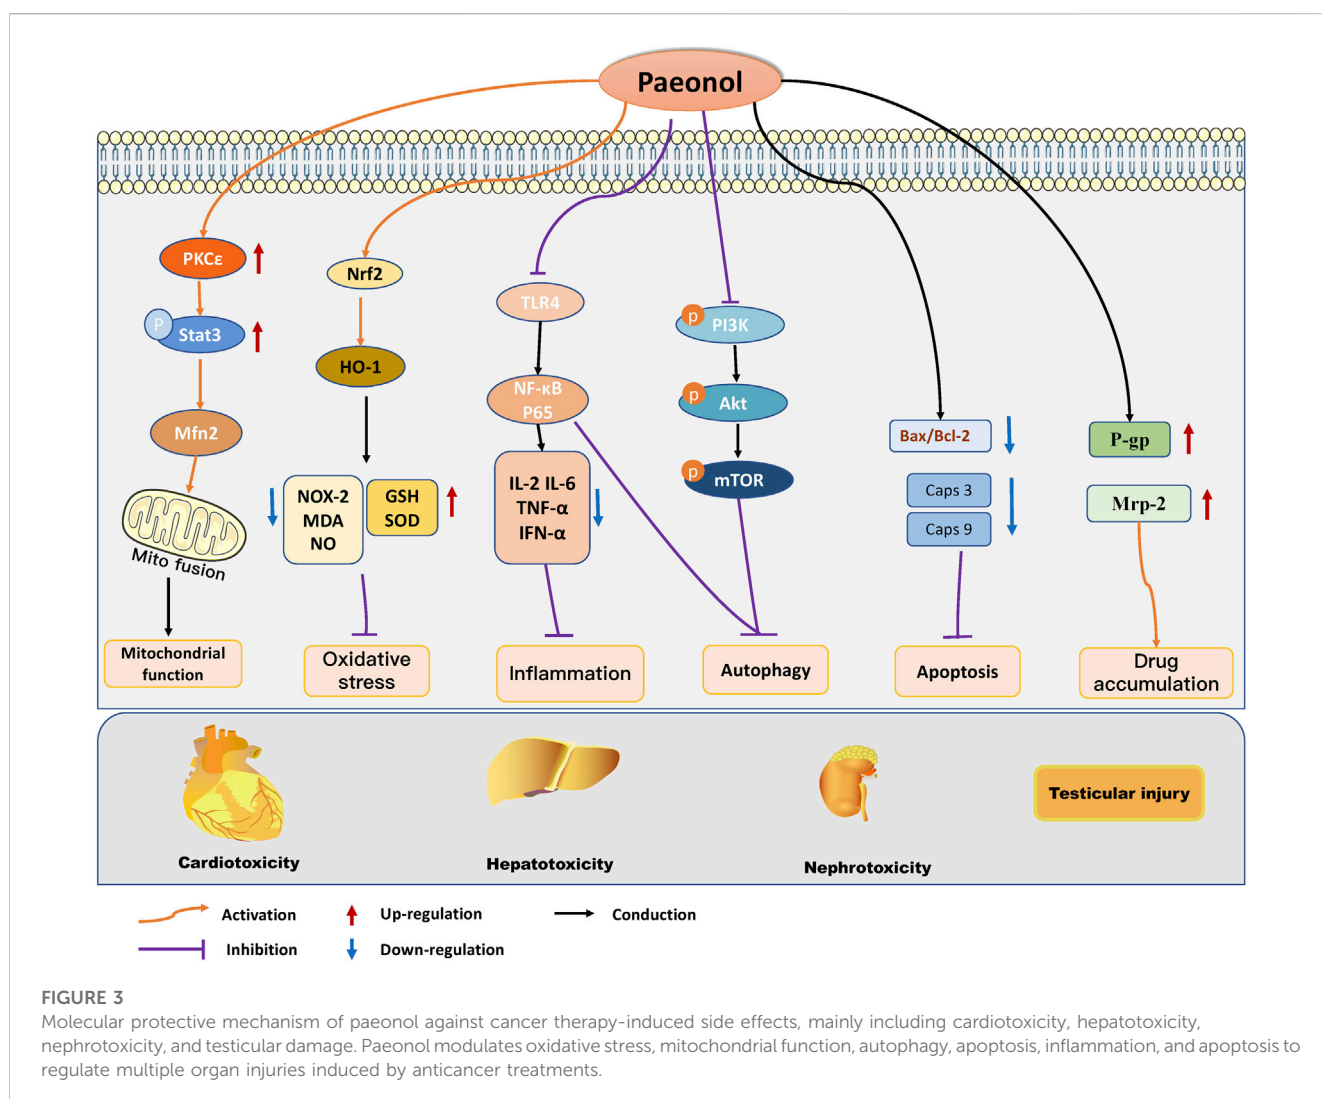 Paeonol
PKCε
Nrf2
TLR4
P
Stat3
p
PI3K
HO-1
NF-κB
P65
p
Akt
Mfn2
Bax/Bcl-2
P-gp
NOX-2
MDA
NO
GSH
SOD
IL-2 IL-6
TNF-α
IFN-α
p
mTOR
Caps 3
Caps 9
Mrp-2
Mito fusion
Mitochondrial
function
Oxidative
stress
Inflammation
Autophagy
Apoptosis
Drug
accumulation
Cardiotoxicity
Hepatotoxicity
Nephrotoxicity
Testicular injury
Activation
Up-regulation
Conduction
Inhibition
Down-regulation
FIGURE 3
Molecular protective mechanism of paeonol against cancer therapy-induced side effects, mainly including cardiotoxicity, hepatotoxicity,
nephrotoxicity, and testicular damage. Paeonol modulates oxidative stress, mitochondrial function, autophagy, apoptosis, inflammation, and apoptosis to
regulate multiple organ injuries induced by anticancer treatments.